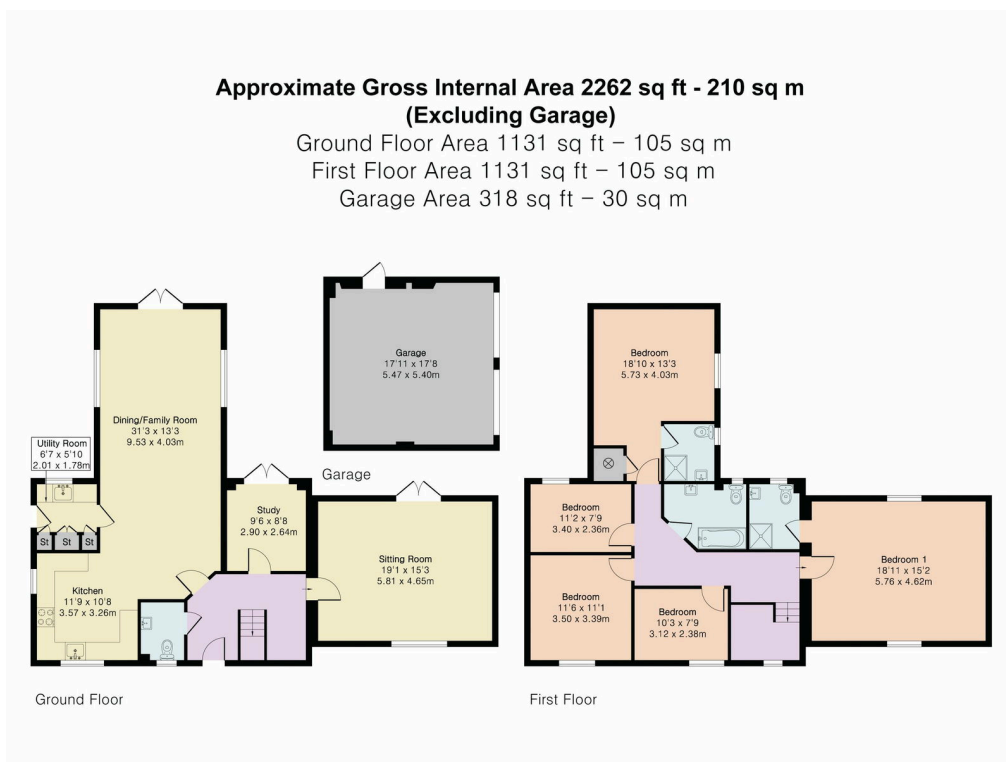 Approximate Gross Internal Area 2262 sq ft - 210 sq m
(Excluding Garage)
Ground Floor Area 1131 sq ft – 105 sq m
First Floor Area 1131 sq ft – 105 sq m
Garage Area 318 sq ft – 30 sq m
Dining/Family Room
31'3 x 13'3
9.53 x 4.03m
Utility Room
6'7 x 5'10
2.01 x 1.78m
St
St
St
Kitchen
11'9 x 10'8
3.57 x 3.26m
Study
9'6 x 8'8
2.90 x 2.64m
Sitting Room
19'1 x 15'3
5.81 x 4.65m
Ground Floor
Garage
17'11 x 17'8
5.47 x 5.40m
Garage
Bedroom
18'10 x 13'3
5.73 x 4.03m
Bedroom
11'2 x 7'9
3.40 x 2.36m
Bedroom
11'6 x 11'1
3.50 x 3.39m
Bedroom
10'3 x 7'9
3.12 x 2.38m
Bedroom 1
18'11 x 15'2
5.76 x 4.62m
First Floor